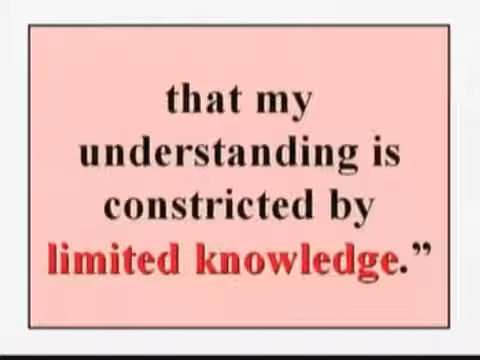 that my
understanding is
constricted by
limited knowledge.”